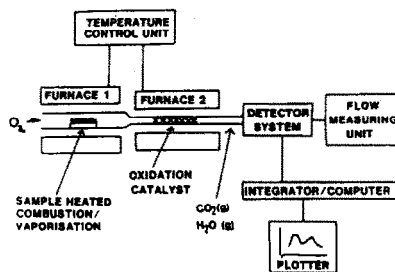 TEMPERATURE
CONTROL UNIT
FURNACE 1
FURNACE 2
O₂
DETECTOR
SYSTEM
FLOW
MEASURING
UNIT
OXIDATION
CATALYST
SAMPLE HEATED
COMBUSTION/
VAPORISATION
CO₂(g)
H₂O (g)
INTEGRATOR/COMPUTER
PLOTTER